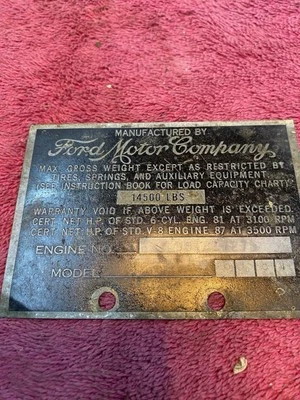 MANUFACTURED BY
Ford Motor Company
MAX. GROSS WEIGHT EXCEPT AS RESTRICTED BY
TIRES, SPRINGS, AND AUXILIARY EQUIPMENT.
(SEE INSTRUCTION BOOK FOR LOAD CAPACITY CHART)
14500 LBS
WARRANTY VOID IF ABOVE WEIGHT IS EXCEEDED.
CERT. NET H.P. OF STD. 6-CYL. ENG. 81 AT 3100 RPM
CERT. NET H.P. OF STD. V-8 ENGINE 87 AT 3500 RPM
ENGINE NO.
MODEL